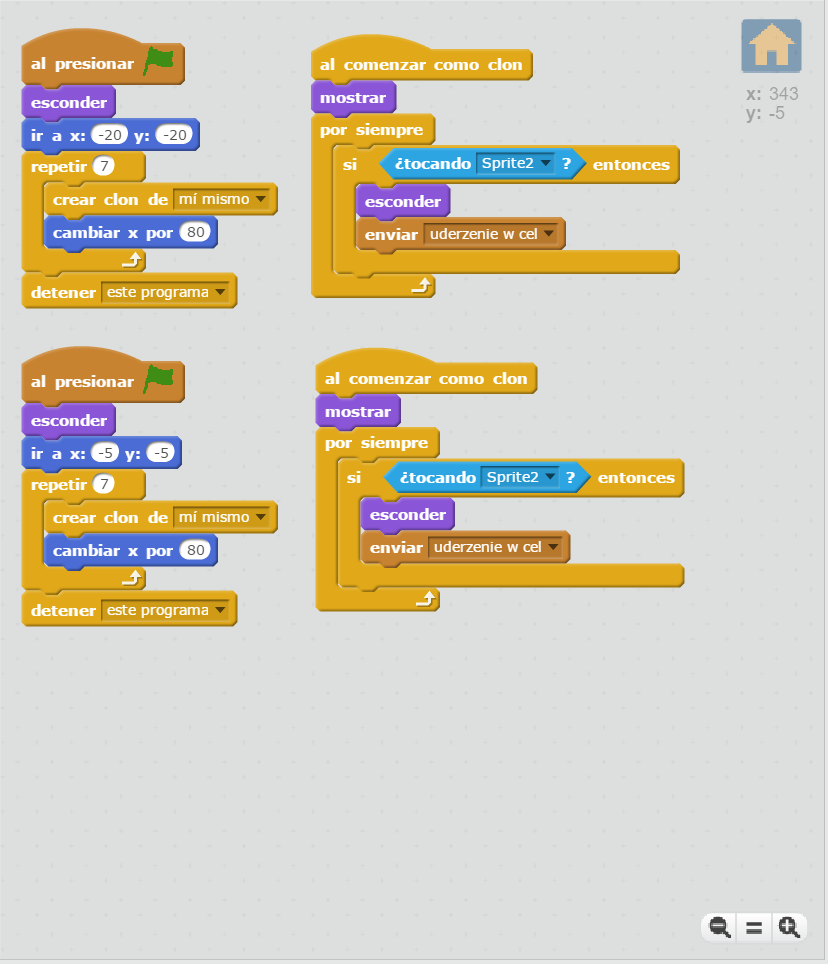 al presionar
esconder
ir a x: -20 y: -20
repetir 7
crear clon de mí mismo
cambiar x por 80
detener este programa
al comenzar como clon
mostrar
por siempre
si ¿tocando Sprite2 ? entonces
esconder
enviar uderzenie w cel
x: 343
y: -5
al presionar
esconder
ir a x: -5 y: -5
repetir 7
crear clon de mí mismo
cambiar x por 80
detener este programa
al comenzar como clon
mostrar
por siempre
si ¿tocando Sprite2 ? entonces
esconder
enviar uderzenie w cel